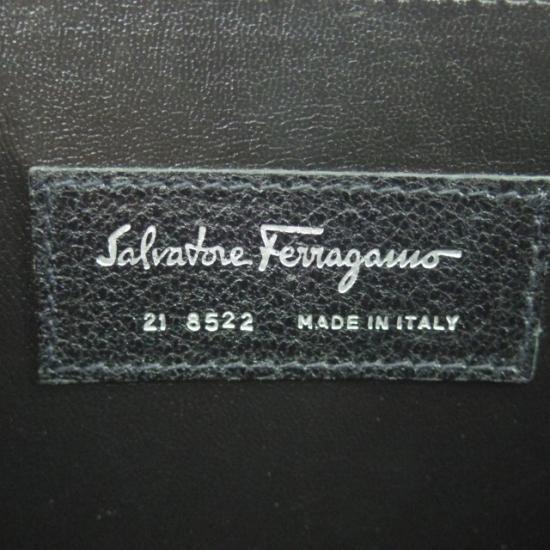 Salvatore Ferragamo
21 8522 MADE IN ITALY